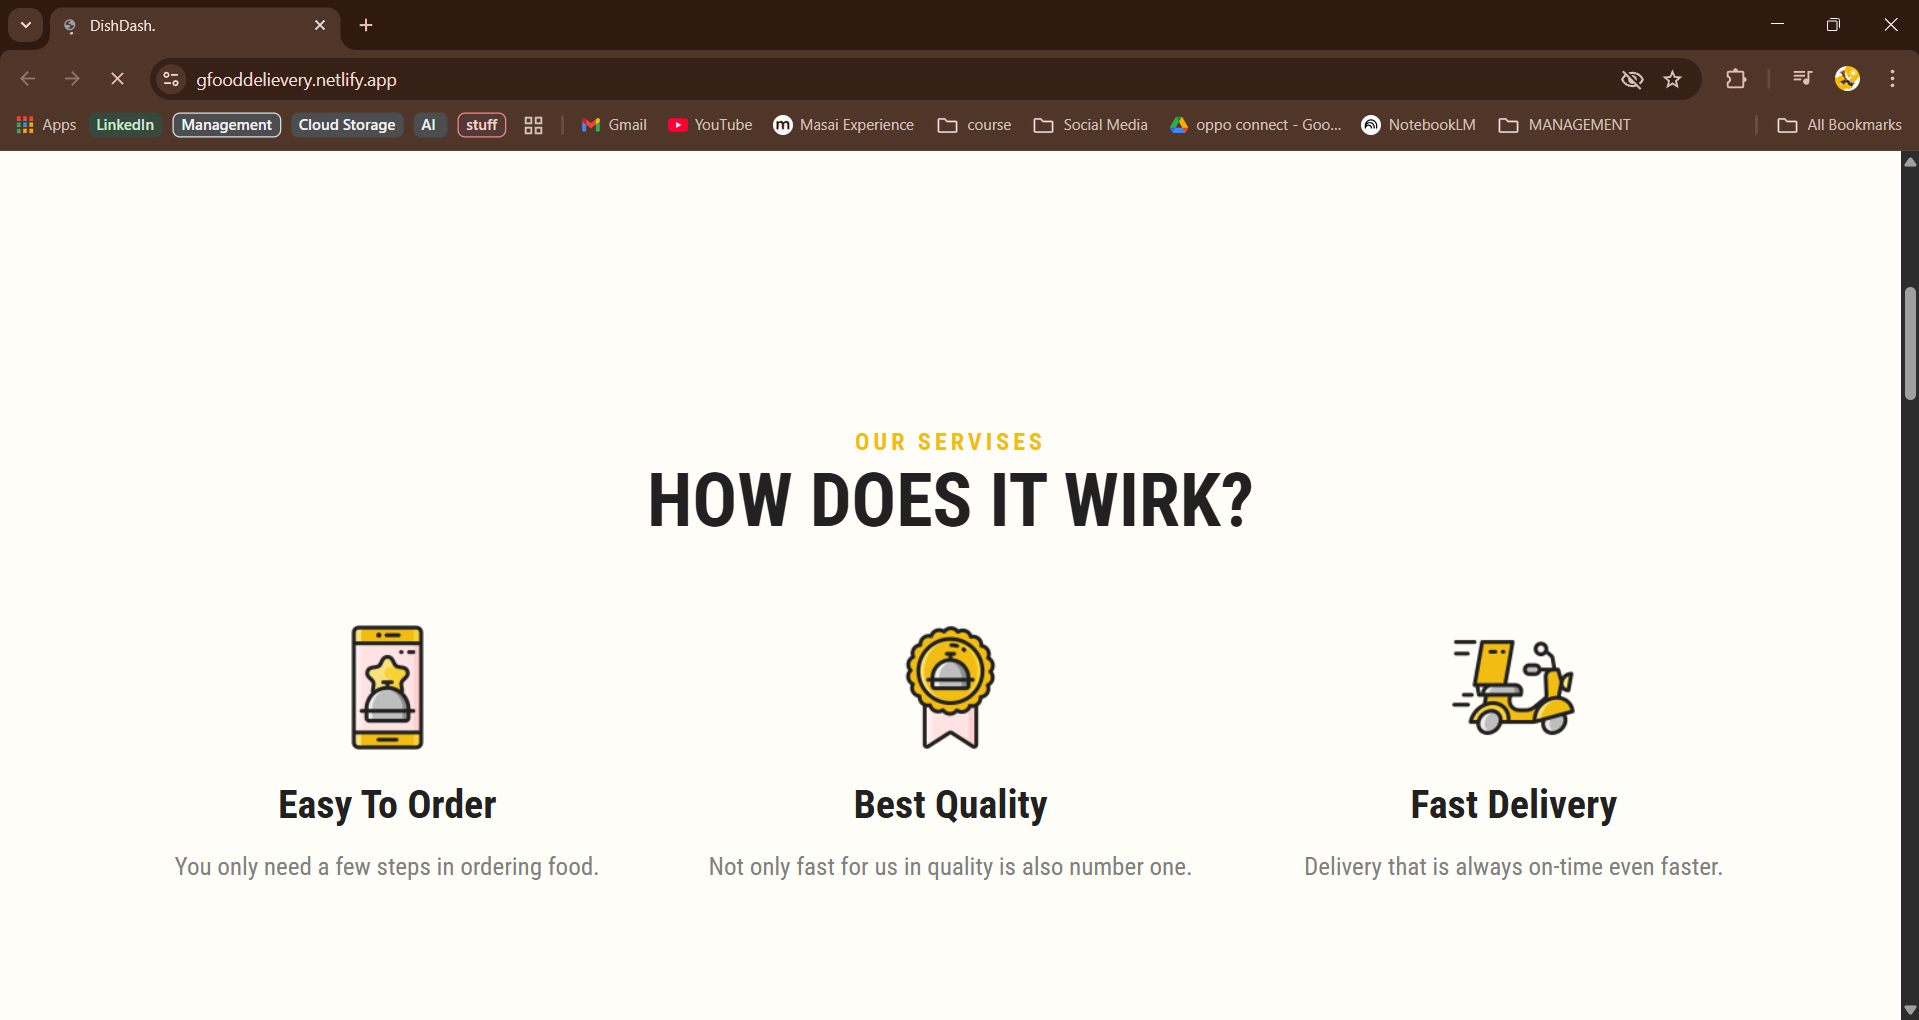 DishDash.
gfooddelievery.netlify.app
Apps LinkedIn Management Cloud Storage AI stuff Gmail YouTube Masai Experience course Social Media oppo connect - Goo... NotebookLM MANAGEMENT All Bookmarks
OUR SERVISES
HOW DOES IT WIRK?
Easy To Order Best Quality Fast Delivery
You only need a few steps in ordering food. Not only fast for us in quality is also number one. Delivery that is always on-time even faster.